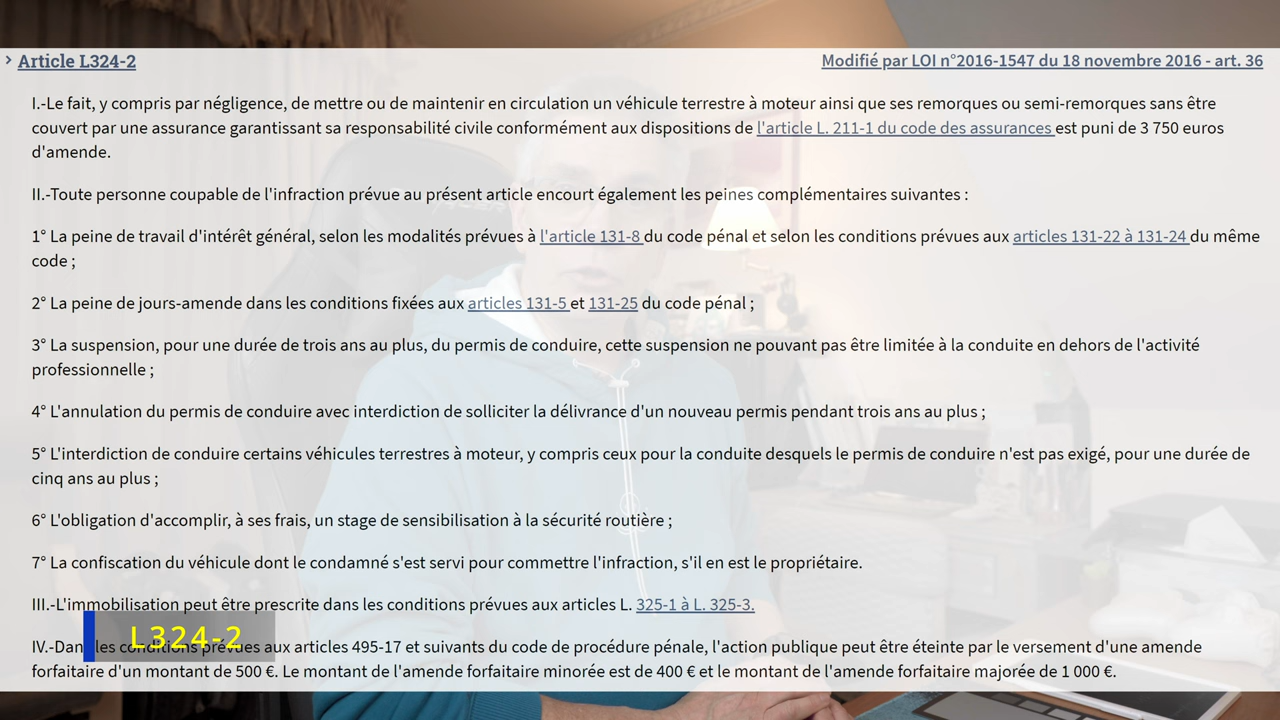 Article L324-2
Modifié par LOI n°2016-1547 du 18 novembre 2016 - art. 36
I.-Le fait, y compris par négligence, de mettre ou de maintenir en circulation un véhicule terrestre à moteur ainsi que ses remorques ou semi-remorques sans être
couvert par une assurance garantissant sa responsabilité civile conformément aux dispositions de l'article L. 211-1 du code des assurances est puni de 3 750 euros
d'amende.
II.-Toute personne coupable de l'infraction prévue au présent article encourt également les peines complémentaires suivantes :
1° La peine de travail d'intérêt général, selon les modalités prévues à l'article 131-8 du code pénal et selon les conditions prévues aux articles 131-22 à 131-24 du même
code ;
2° La peine de jours-amende dans les conditions fixées aux articles 131-5 et 131-25 du code pénal ;
3° La suspension, pour une durée de trois ans au plus, du permis de conduire, cette suspension ne pouvant pas être limitée à la conduite en dehors de l'activité
professionnelle ;
4° L'annulation du permis de conduire avec interdiction de solliciter la délivrance d'un nouveau permis pendant trois ans au plus ;
5° L'interdiction de conduire certains véhicules terrestres à moteur, y compris ceux pour la conduite desquels le permis de conduire n'est pas exigé, pour une durée de
cinq ans au plus ;
6° L'obligation d'accomplir, à ses frais, un stage de sensibilisation à la sécurité routière ;
7° La confiscation du véhicule dont le condamné s'est servi pour commettre l'infraction, s'il en est le propriétaire.
III.-L'immobilisation peut être prescrite dans les conditions prévues aux articles L. 325-1 à L. 325-3.
L324-2
IV.-Dans les conditions prévues aux articles 495-17 et suivants du code de procédure pénale, l'action publique peut être éteinte par le versement d'une amende
forfaitaire d'un montant de 500 €. Le montant de l'amende forfaitaire minorée est de 400 € et le montant de l'amende forfaitaire majorée de 1 000 €.